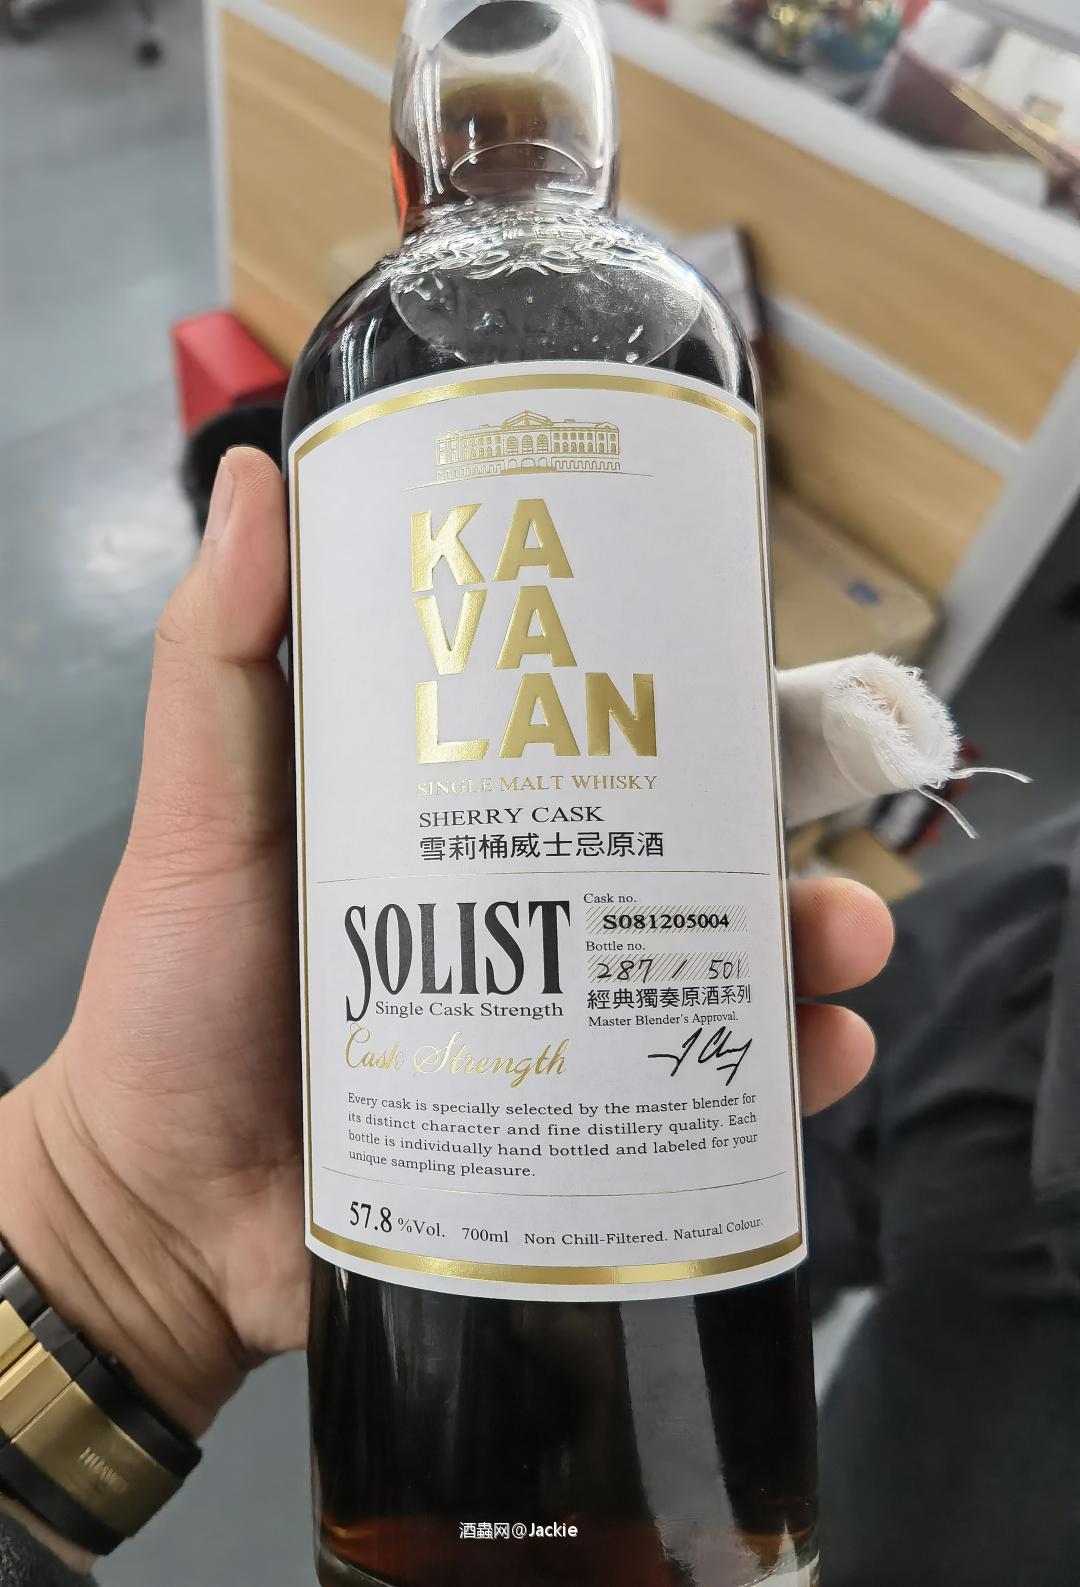 KA
VA
LAN
SINGLE MALT WHISKY
SHERRY CASK
雪莉桶威士忌原酒
SOLIST
Single Cask Strength
Cask Strength
Cask no.
S081205004
Bottle no.
287 / 501
經典獨奏原酒系列
Master Blender's Approval.
Every cask is specially selected by the master blender for
its distinct character and fine distillery quality. Each
bottle is individually hand bottled and labeled for your
unique sampling pleasure.
57.8 %Vol. 700ml Non Chill-Filtered. Natural Colour.
酒蟲网@Jackie